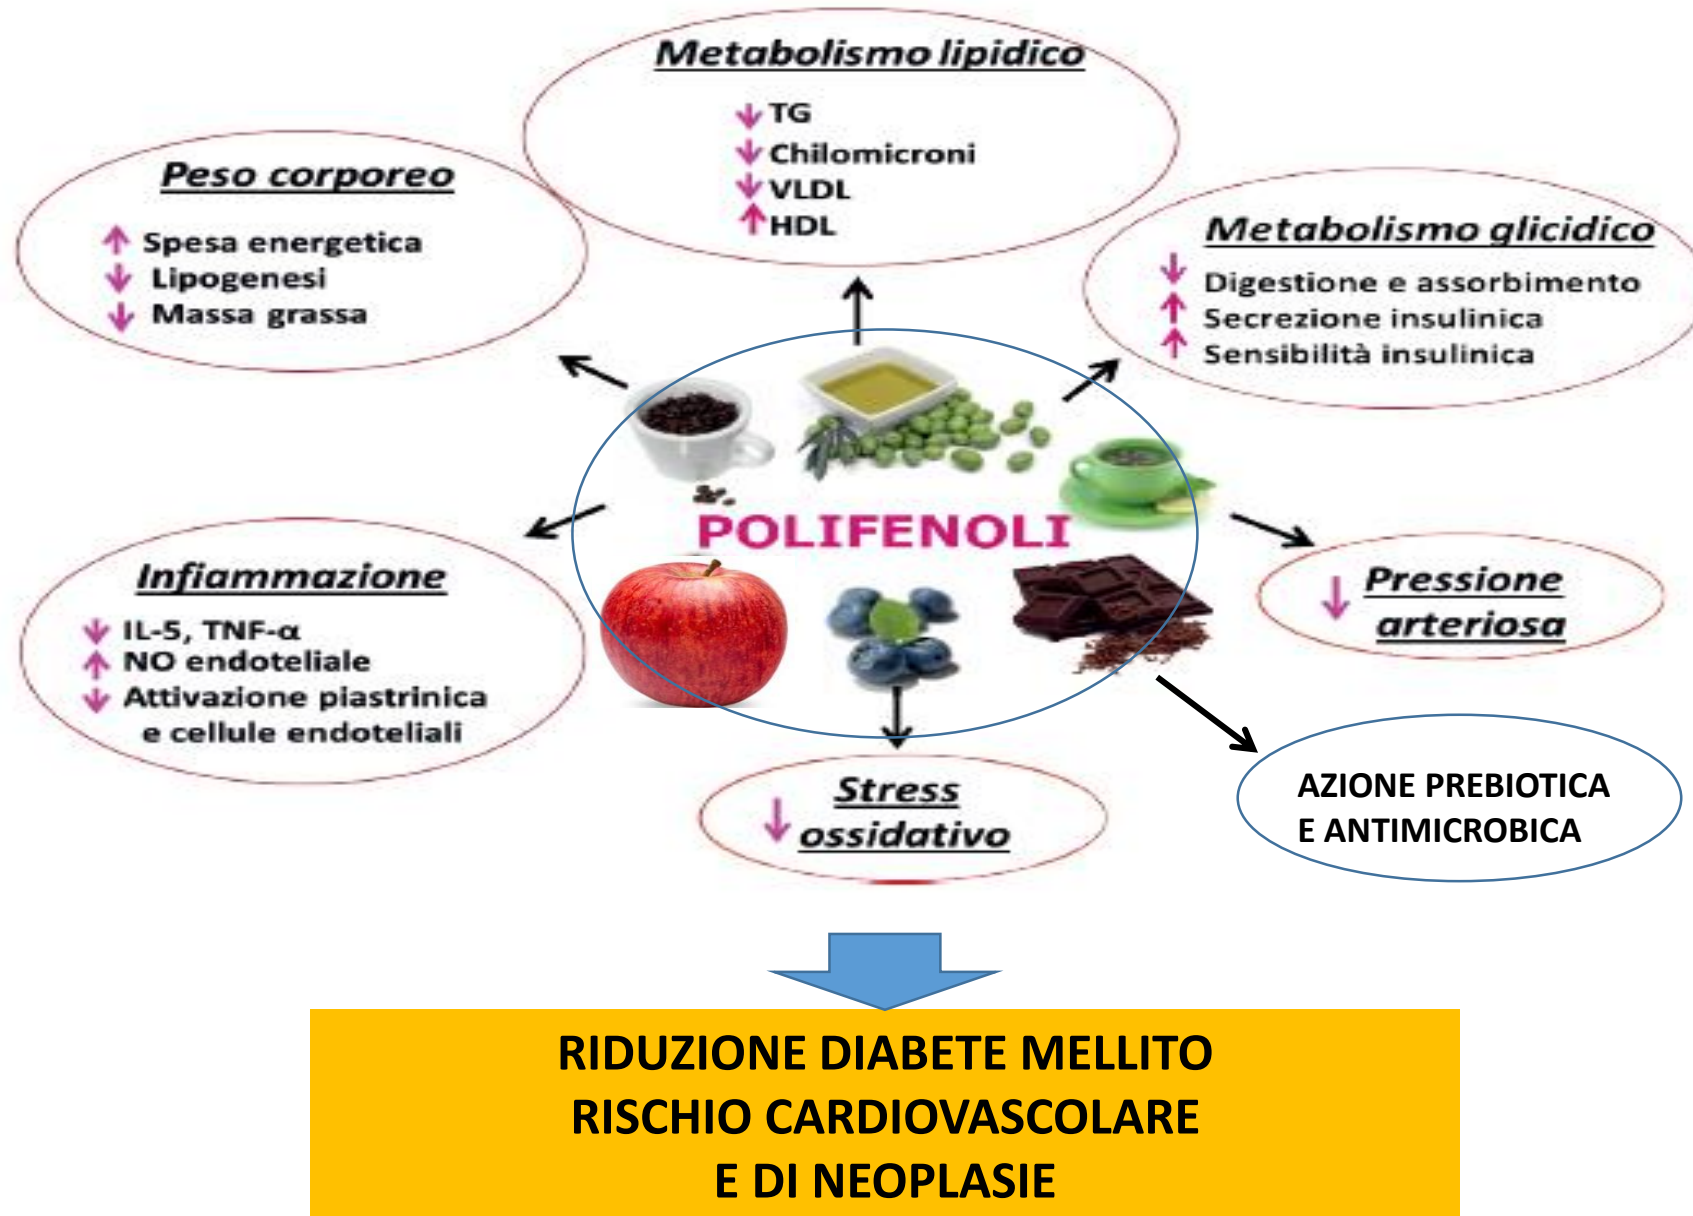 Metabolismo lipidico
↓ TG
↓ Chilomicroni
↓ VLDL
↑ HDL
Peso corporeo
↑ Spesa energetica
↓ Lipogenesi
↓ Massa grassa
Metabolismo glicidico
↓ Digestione e assorbimento
↑ Secrezione insulinica
↑ Sensibilità insulinica
POLIFENOLI
Infiammazione
↓ IL-5, TNF-α
↑ NO endoteliale
↓ Attivazione piastrinica
e cellule endoteliali
↓ Pressione
arteriosa
↓ Stress
ossidativo
AZIONE PREBIOTICA
E ANTIMICROBICA
RIDUZIONE DIABETE MELLITO
RISCHIO CARDIOVASCOLARE
E DI NEOPLASIE